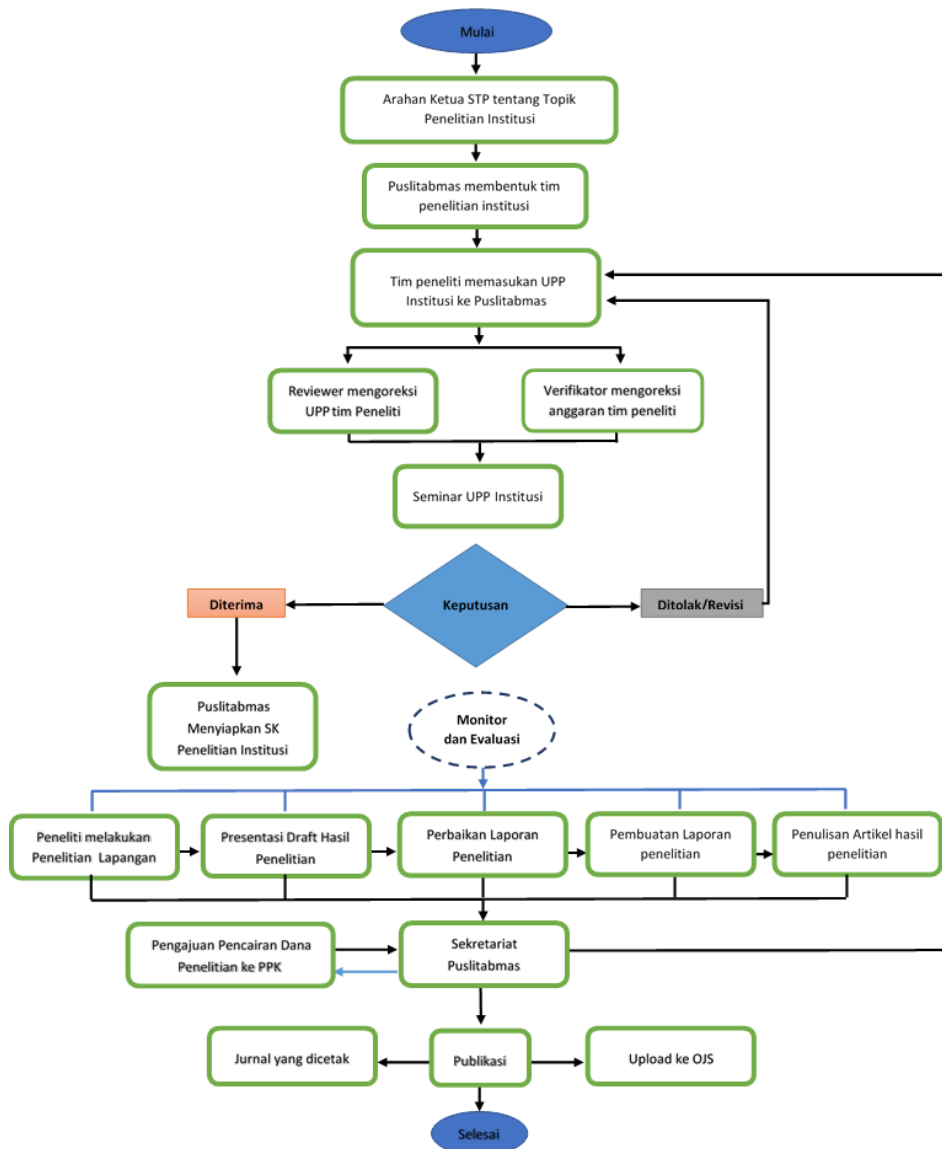 Mulai
Arahan Ketua STP tentang Topik
Penelitian Institusi
Puslitabmas membentuk tim
penelitian institusi
Tim peneliti memasukan UPP
Institusi ke Puslitabmas
Reviewer mengoreksi
UPP tim Peneliti
Verifikator mengoreksi
anggaran tim peneliti
Seminar UPP Institusi
Diterima
Keputusan
Ditolak/Revisi
Puslitabmas
Menyiapkan SK
Penelitian Institusi
Monitor
dan Evaluasi
Peneliti melakukan
Penelitian Lapangan
Presentasi Draft Hasil
Penelitian
Perbaikan Laporan
Penelitian
Pembuatan Laporan
penelitian
Penulisan Artikel hasil
penelitian
Pengajuan Pencairan Dana
Penelitian ke PPK
Sekretariat
Puslitabmas
Jurnal yang dicetak
Publikasi
Upload ke OJS
Selesai